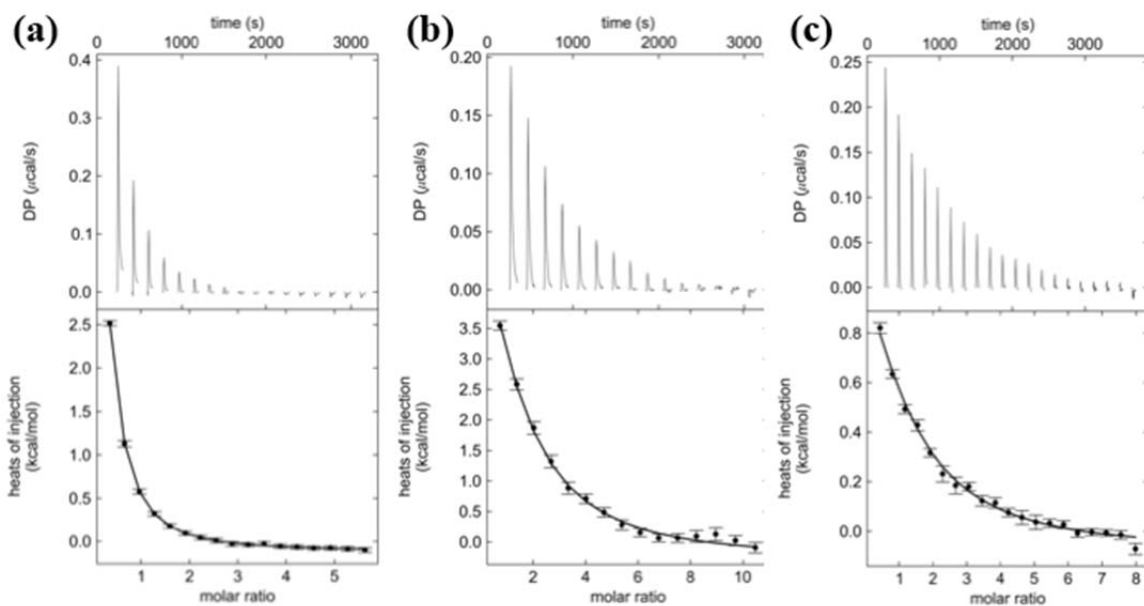 (a)
time (s)
0 1000 2000 3000
0.4
0.3
0.2
0.1
0.0
DP (μcal/s)
2.5
2.0
1.5
1.0
0.5
0.0
heats of injection
(kcal/mol)
1 2 3 4 5
molar ratio
(b)
time (s)
0 1000 2000 3000
0.20
0.15
0.10
0.05
0.00
DP (μcal/s)
3.5
3.0
2.5
2.0
1.5
1.0
0.5
0.0
heats of injection
(kcal/mol)
2 4 6 8 10
molar ratio
(c)
time (s)
0 1000 2000 3000
0.25
0.20
0.15
0.10
0.05
0.00
DP (μcal/s)
0.8
0.6
0.4
0.2
0.0
heats of injection
(kcal/mol)
1 2 3 4 5 6 7 8
molar ratio